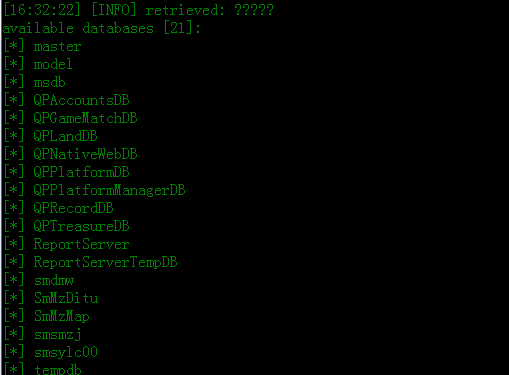 [16:32:22] [INFO] retrieved: ?????
available databases [21]:
[*] master
[*] model
[*] msdb
[*] QPAccountsDB
[*] QPGameMatchDB
[*] QPLandDB
[*] QPNativeWebDB
[*] QPPlatformDB
[*] QPPlatformManagerDB
[*] QPRecordDB
[*] QPTreasureDB
[*] ReportServer
[*] ReportServerTempDB
[*] smdmw
[*] SmMzDitu
[*] SmMzMap
[*] smsmzj
[*] smsylc00
[*] tempdb